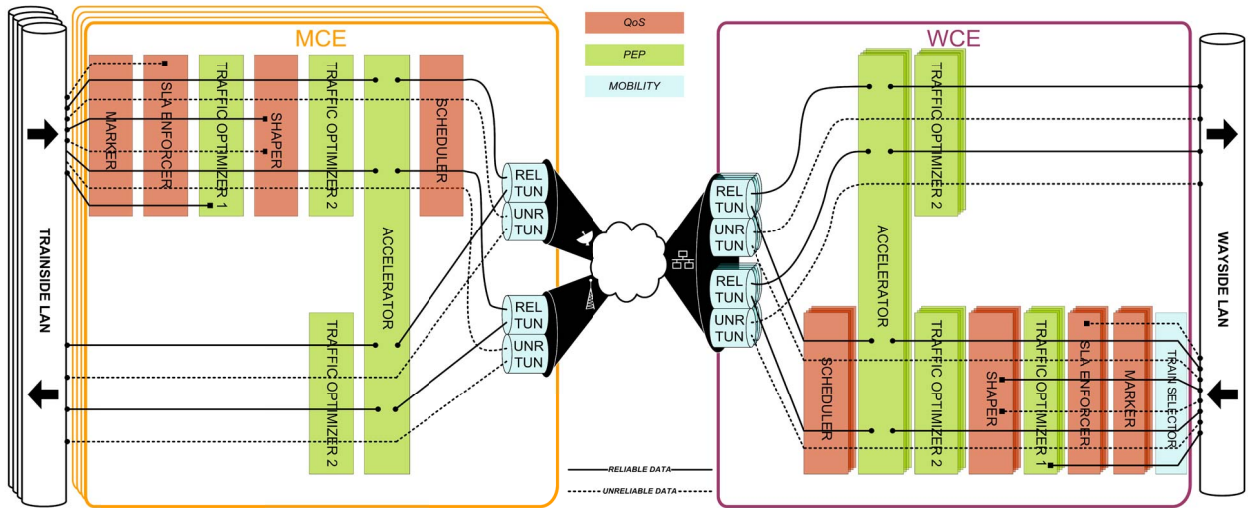 MCE
QoS
PEP
MOBILITY
WCE
TRAINSIDE LAN
MARKER
SLA ENFORCER
TRAFFIC OPTIMIZER 1
SHAPER
TRAFFIC OPTIMIZER 2
ACCELERATOR
SCHEDULER
TRAFFIC OPTIMIZER 2
REL
TUN
UNR
TUN
REL
TUN
UNR
TUN
REL
TUN
UNR
TUN
REL
TUN
UNR
TUN
ACCELERATOR
TRAFFIC OPTIMIZER 2
SCHEDULER
TRAFFIC OPTIMIZER 2
SHAPER
TRAFFIC OPTIMIZER 1
SLA ENFORCER
MARKER
TRAIN SELECTOR
WAYSIDE LAN
RELIABLE DATA
UNRELIABLE DATA